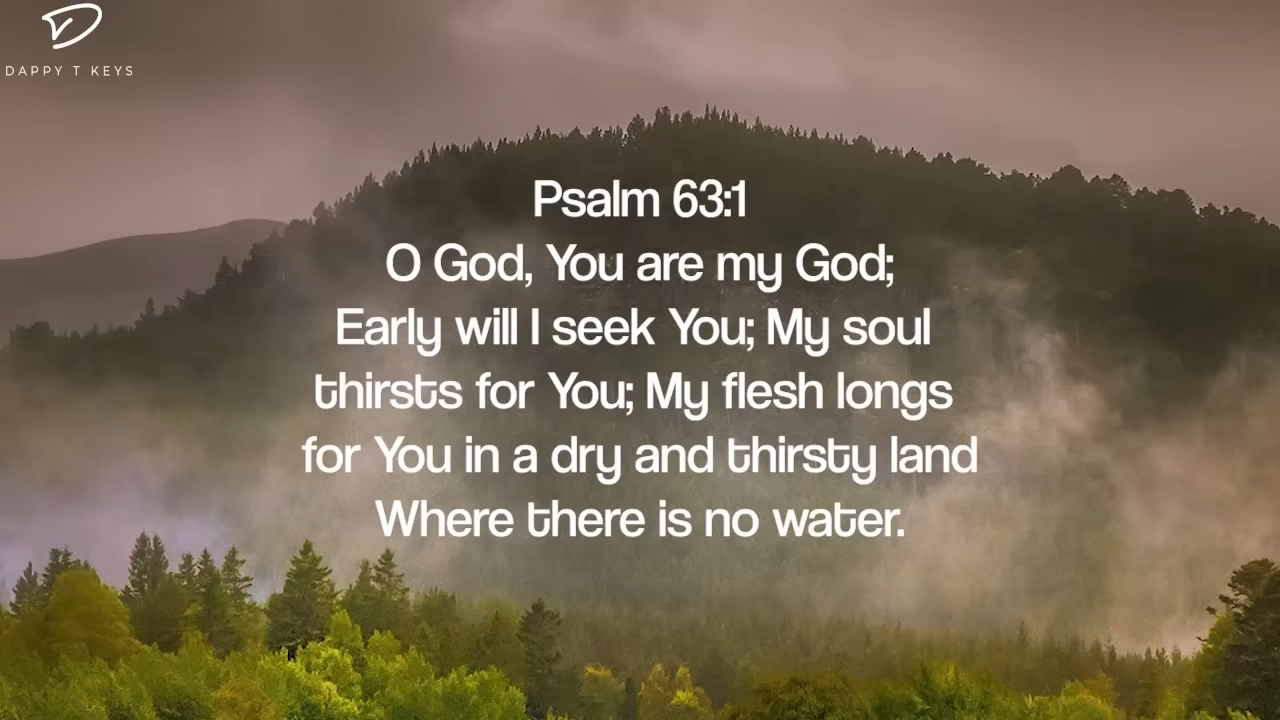 DAPPY T KEYS
Psalm 63:1
O God, You are my God;
Early will I seek You; My soul
thirsts for You; My flesh longs
for You in a dry and thirsty land
Where there is no water.